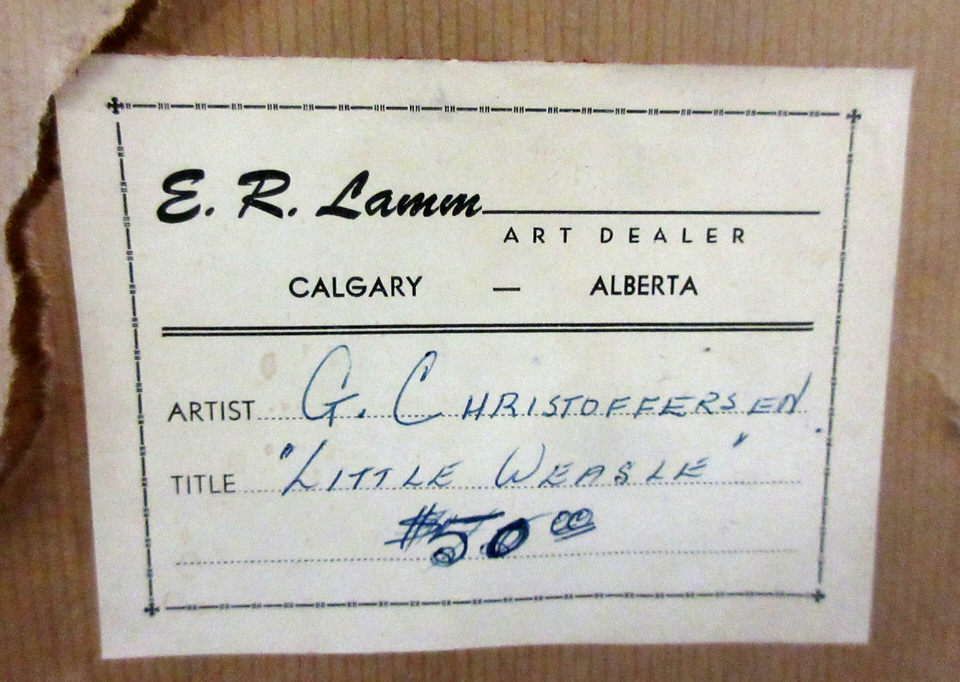 E. R. Lamm
ART DEALER
CALGARY — ALBERTA
ARTIST G. CHRISTOFFERSEN.
TITLE "LITTLE WEASLE"
$50 00